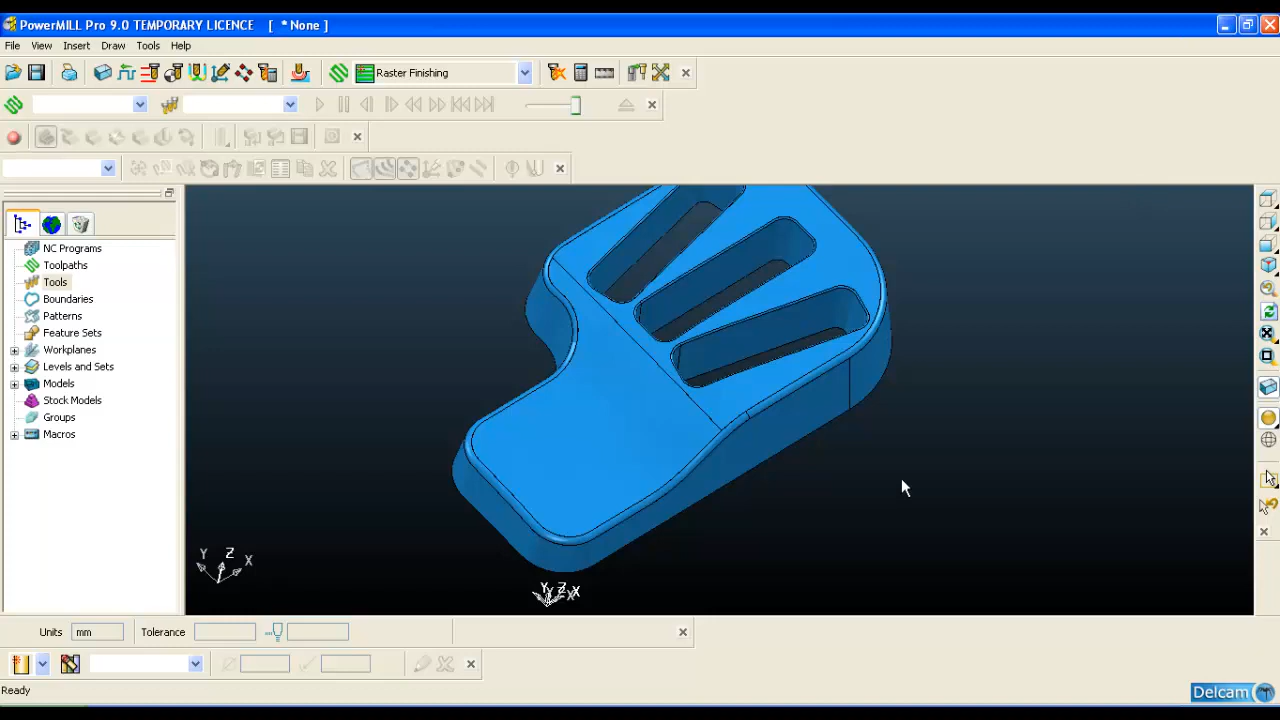 PowerMILL Pro 9.0 TEMPORARY LICENCE [ * None ]
File View Insert Draw Tools Help
Raster Finishing
NC Programs
Toolpaths
Tools
Boundaries
Patterns
Feature Sets
Workplanes
Levels and Sets
Models
Stock Models
Groups
Macros
Y Z X
Y Z X
Units mm Tolerance
Ready
Delcam